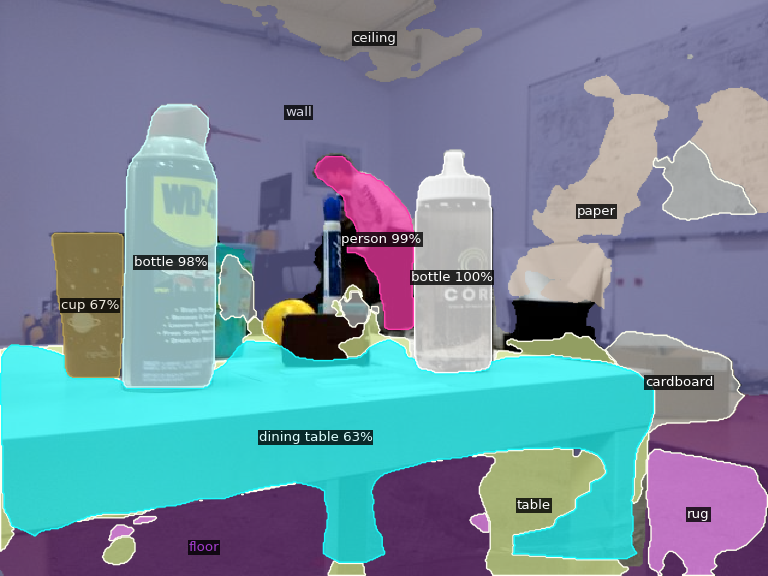 ceiling
wall
paper
person 99%
bottle 98%
bottle 100%
cup 67%
WD-4
COR
cardboard
dining table 63%
table
rug
floor